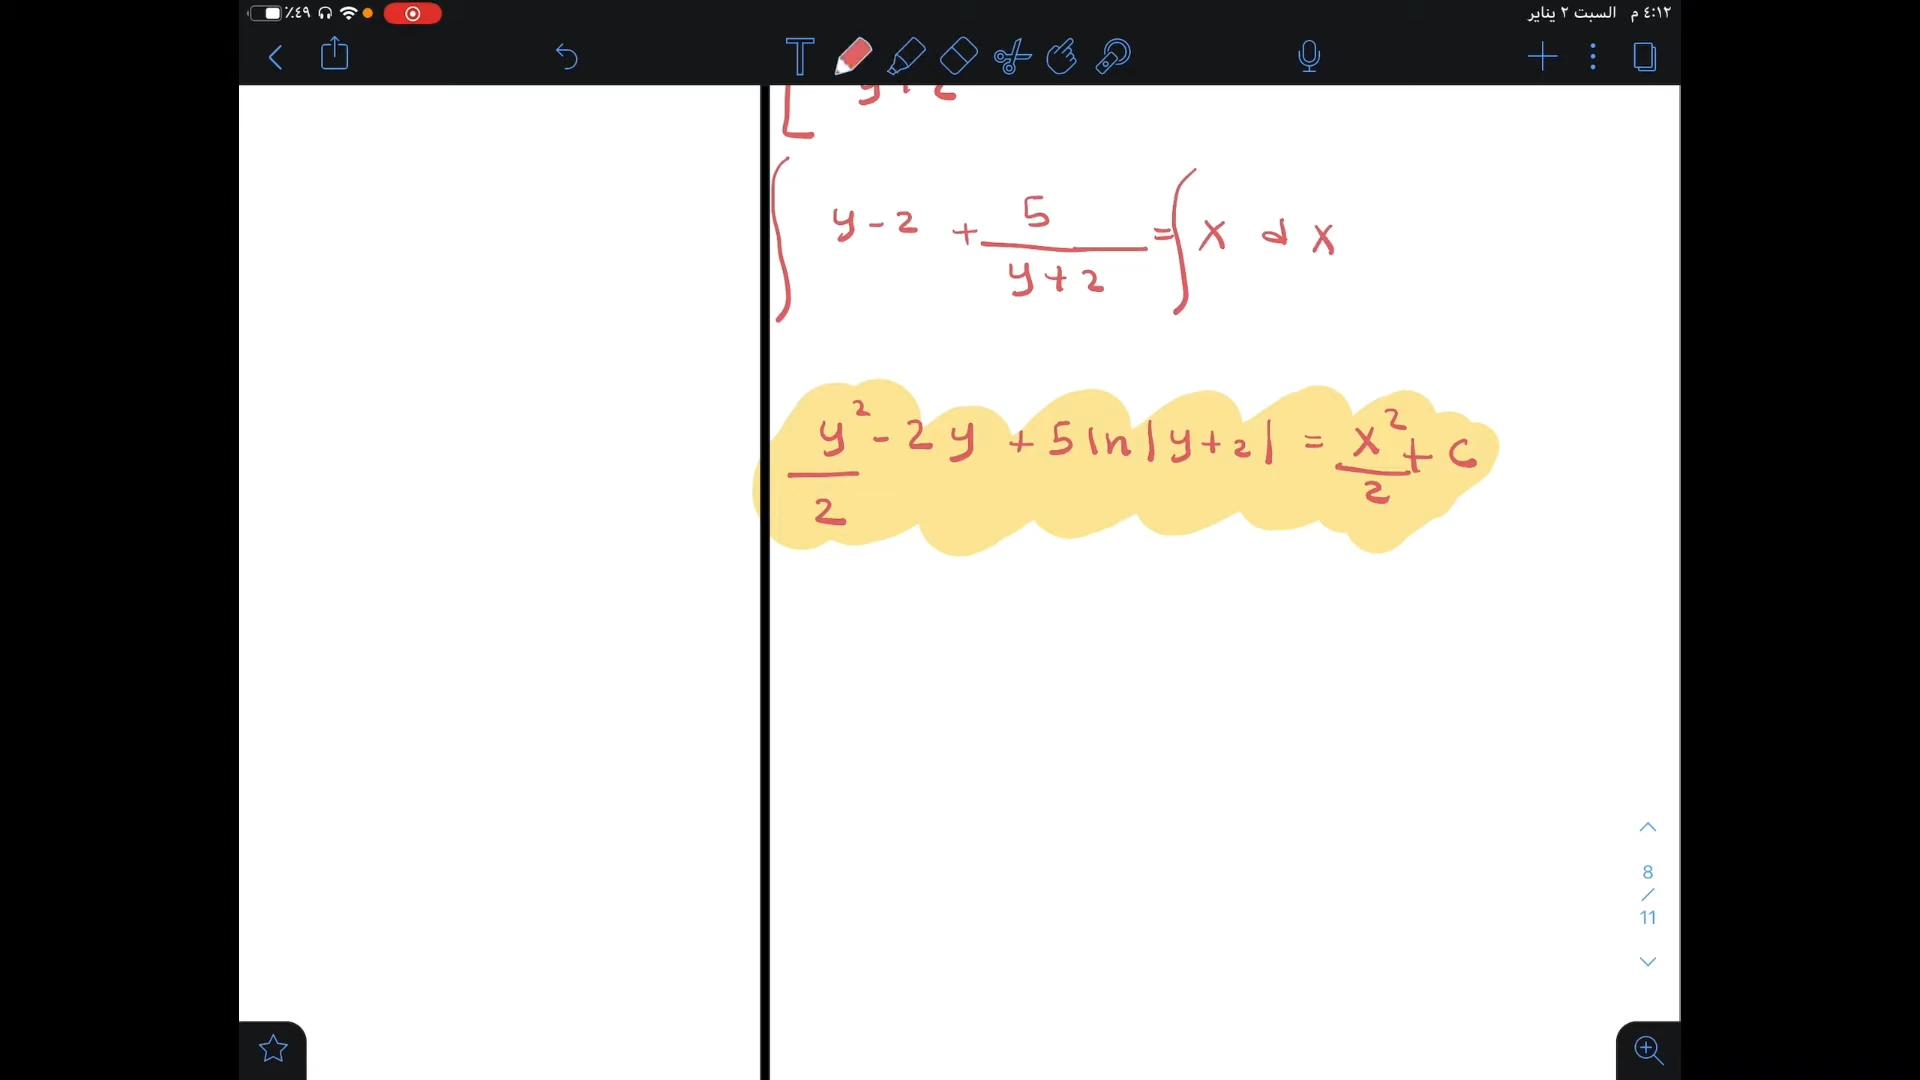 ٪٤٩
٤:١٢ م السبت ٢ يناير
T
y+2
∫ y-2 + 5/(y+2) = ∫ x dx
y²/2 - 2y + 5 ln|y+2| = x²/2 + c
8
/
11